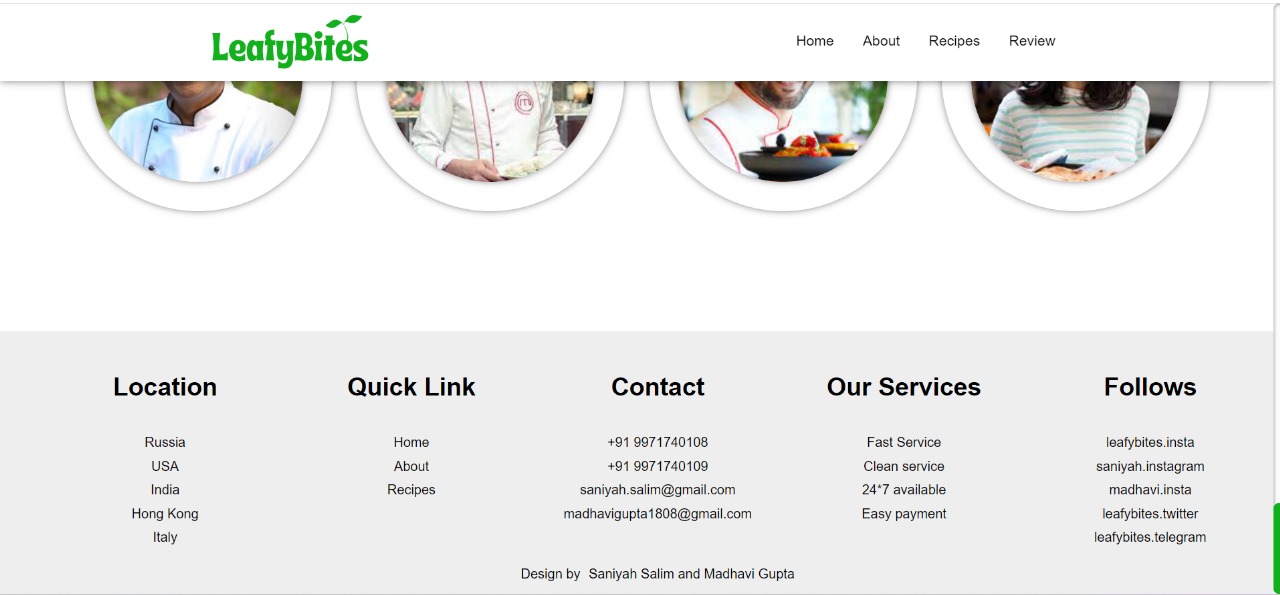 LeafyBites
Home About Recipes Review
Location
Russia
USA
India
Hong Kong
Italy
Quick Link
Home
About
Recipes
Contact
+91 9971740108
+91 9971740109
saniyah.salim@gmail.com
madhavigupta1808@gmail.com
Our Services
Fast Service
Clean service
24*7 available
Easy payment
Follows
leafybites.insta
saniyah.instagram
madhavi.insta
leafybites.twitter
leafybites.telegram
Design by Saniyah Salim and Madhavi Gupta